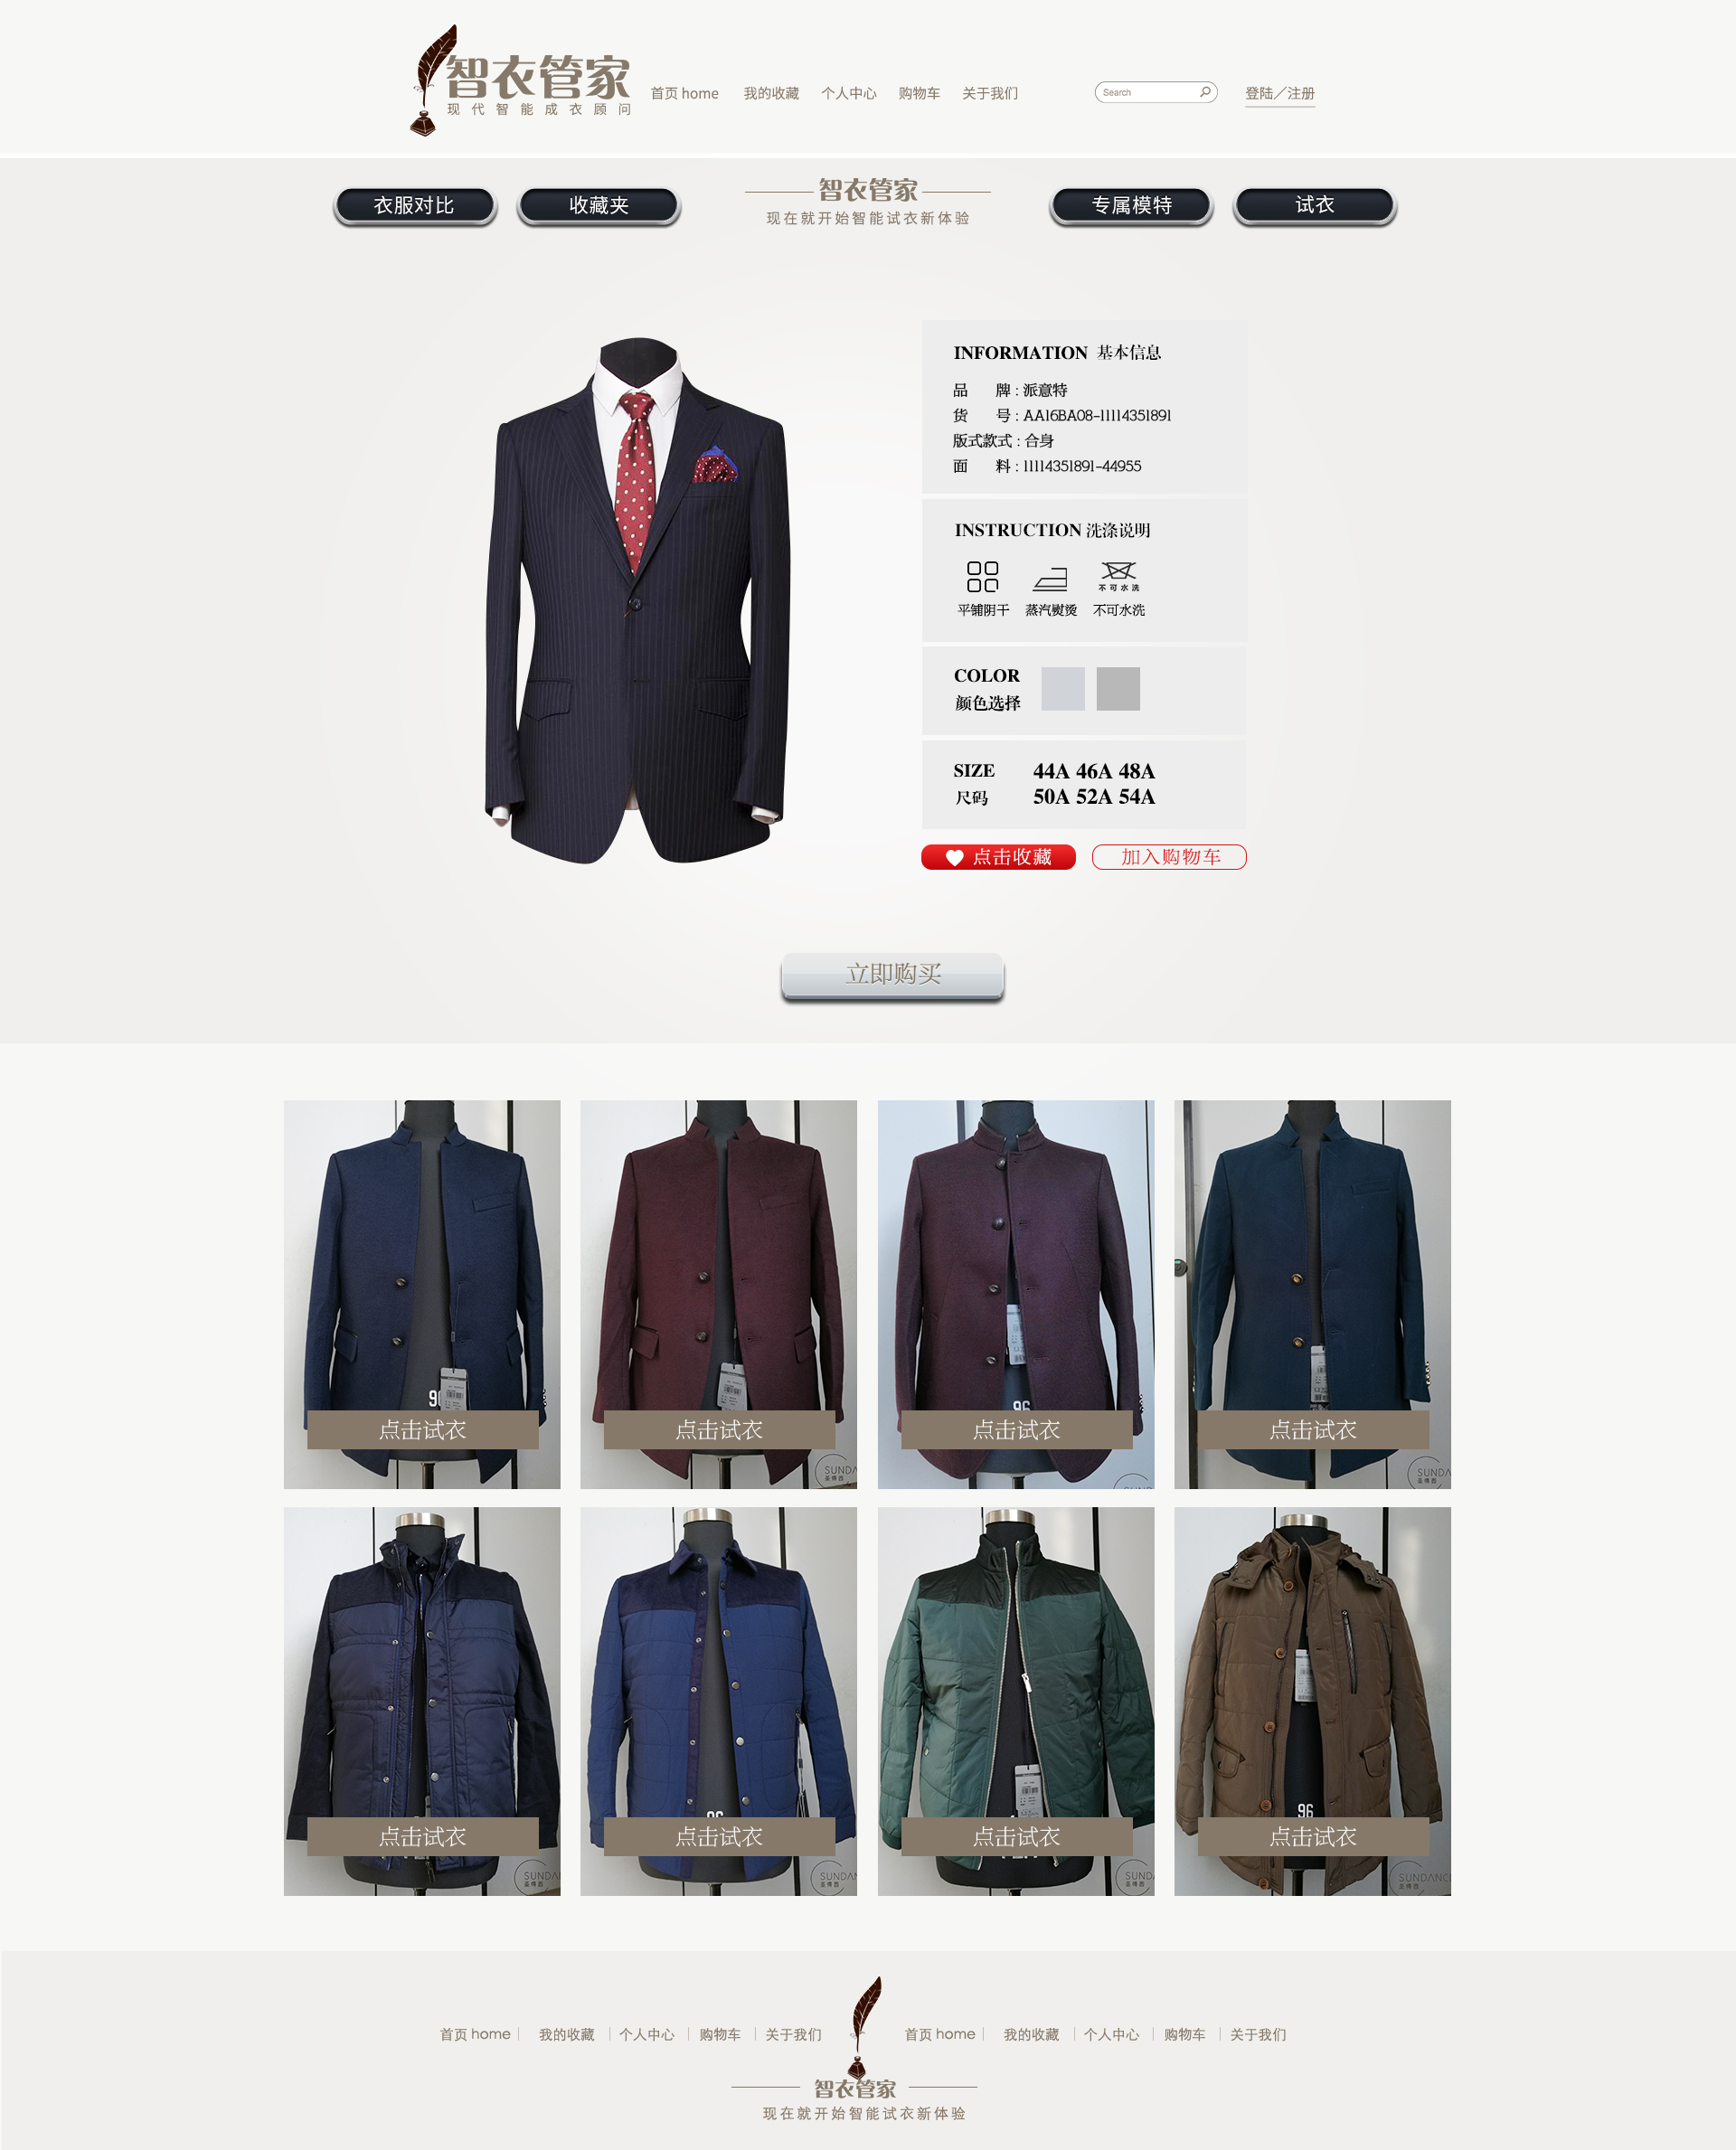 智衣管家
现代智能成衣顾问
首页 home 我的收藏 个人中心 购物车 关于我们
Search
登陆／注册
衣服对比
收藏夹
智衣管家
现在就开始智能试衣新体验
专属模特
试衣
INFORMATION 基本信息
品 牌 : 派意特
货 号 : AA16BA08-11114351891
版式款式 : 合身
面 料 : 11114351891-44955
INSTRUCTION 洗涤说明
不可水洗
平铺阴干 蒸汽熨烫 不可水洗
COLOR
颜色选择
SIZE 44A 46A 48A
尺码 50A 52A 54A
点击收藏
加入购物车
立即购买
点击试衣
点击试衣
SUNDA
96
点击试衣
点击试衣
SUNDA
点击试衣
SUNDAN
点击试衣
SUNDA
点击试衣
SUN
96
点击试衣
SUNDANC
首页 home 我的收藏 个人中心 购物车 关于我们
首页 home 我的收藏 个人中心 购物车 关于我们
智衣管家
现在就开始智能试衣新体验